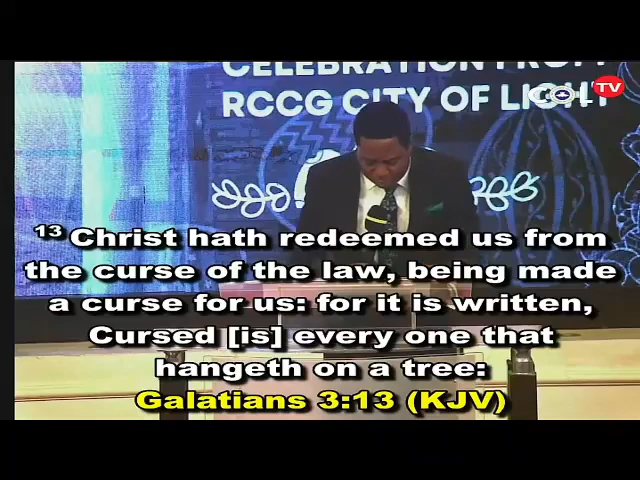 CELEBRATION FROM
RCCG CITY OF LIGHT
COL
TV
13 Christ hath redeemed us from
the curse of the law, being made
a curse for us: for it is written,
Cursed [is] every one that
hangeth on a tree:
Galatians 3:13 (KJV)